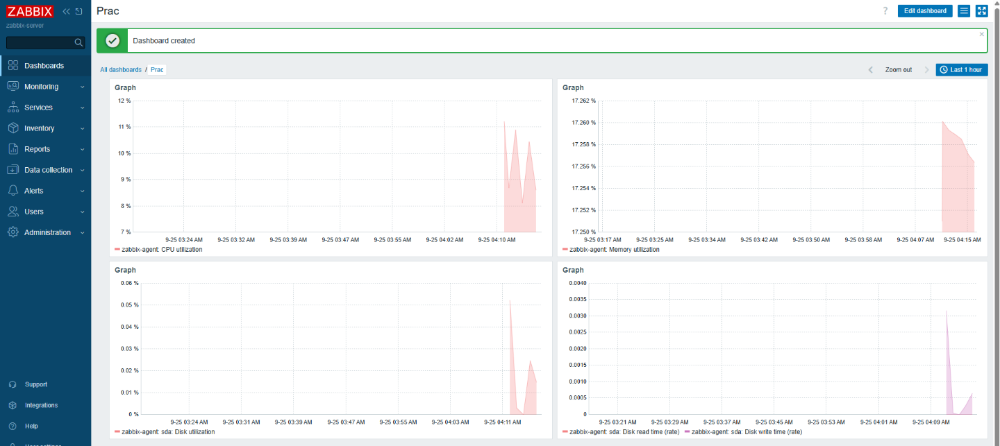 ZABBIX
Prac
?
Edit dashboard
zabbix-server
Dashboard created
Dashboards
Monitoring
Services
Inventory
Reports
Data collection
Alerts
Users
Administration
Support
Integrations
Help
User settings
All dashboards / Prac
Zoom out
Last 1 hour
Graph
12 %
11 %
10 %
9 %
8 %
7 %
9-25 03:24 AM 9-25 03:32 AM 9-25 03:39 AM 9-25 03:47 AM 9-25 03:55 AM 9-25 04:02 AM 9-25 04:10 AM
zabbix-agent: CPU utilization
Graph
17.262 %
17.260 %
17.258 %
17.256 %
17.254 %
17.252 %
17.250 %
9-25 03:17 AM 9-25 03:25 AM 9-25 03:34 AM 9-25 03:42 AM 9-25 03:50 AM 9-25 03:58 AM 9-25 04:07 AM 9-25 04:15 AM
zabbix-agent: Memory utilization
Graph
0.06 %
0.05 %
0.04 %
0.03 %
0.02 %
0.01 %
0 %
9-25 03:24 AM 9-25 03:31 AM 9-25 03:39 AM 9-25 03:47 AM 9-25 03:55 AM 9-25 04:03 AM 9-25 04:11 AM
zabbix-agent: sda: Disk utilization
Graph
0.0040
0.0035
0.0030
0.0025
0.0020
0.0015
0.0010
0.0005
0
9-25 03:21 AM 9-25 03:29 AM 9-25 03:37 AM 9-25 03:45 AM 9-25 03:53 AM 9-25 04:01 AM 9-25 04:09 AM
zabbix-agent: sda: Disk read time (rate) zabbix-agent: sda: Disk write time (rate)